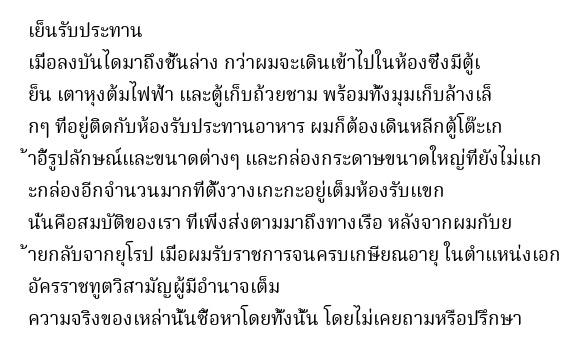 เย็นรับประทาน
เมื่อลงบันไดมาถึงชั้นล่าง กว่าผมจะเดินเข้าไปในห้องซึ่งมีตู้เ
ย็น เตาหุงต้มไฟฟ้า และตู้เก็บถ้วยชาม พร้อมทั้งมุมเก็บล้างเล็
กๆ ที่อยู่ติดกับห้องรับประทานอาหาร ผมก็ต้องเดินหลีกตู้โต๊ะเก
้าอี้รูปลักษณ์และขนาดต่างๆ และกล่องกระดาษขนาดใหญ่ที่ยังไม่แก
ะกล่องอีกจำนวนมากที่ตั้งวางเกะกะอยู่เต็มห้องรับแขก
นั่นคือสมบัติของเรา ที่เพิ่งส่งตามมาถึงทางเรือ หลังจากผมกับย
้ายกลับจากยุโรป เมื่อผมรับราชการจนครบเกษียณอายุ ในตำแหน่งเอก
อัครราชทูตวิสามัญผู้มีอำนาจเต็ม
ความจริงของเหล่านั้นซื้อหาโดยทั้งนั้น โดยไม่เคยถามหรือปรึกษา